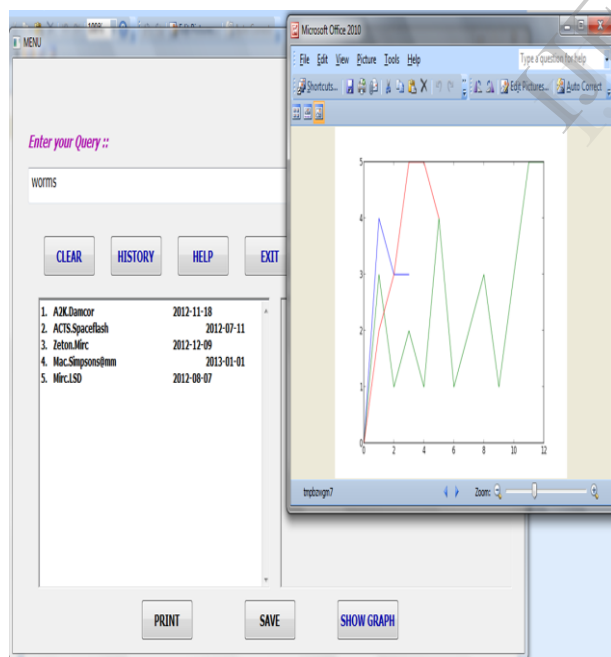 100%
MENU
Enter your Query ::
worms
CLEAR HISTORY HELP EXIT
1. A2K.Damcor 2012-11-18
2. ACTS.Spaceflash 2012-07-11
3. Zeton.Mirc 2012-12-09
4. Mac.Simpsons@mm 2013-01-01
5. Mirc.LSD 2012-08-07
PRINT SAVE SHOW GRAPH
Microsoft Office 2010
File Edit View Picture Tools Help Type a question for help
Shortcuts... Edit Pictures... Auto Correct
5
4
3
2
1
0
0 2 4 6 8 10 12
Zoom: